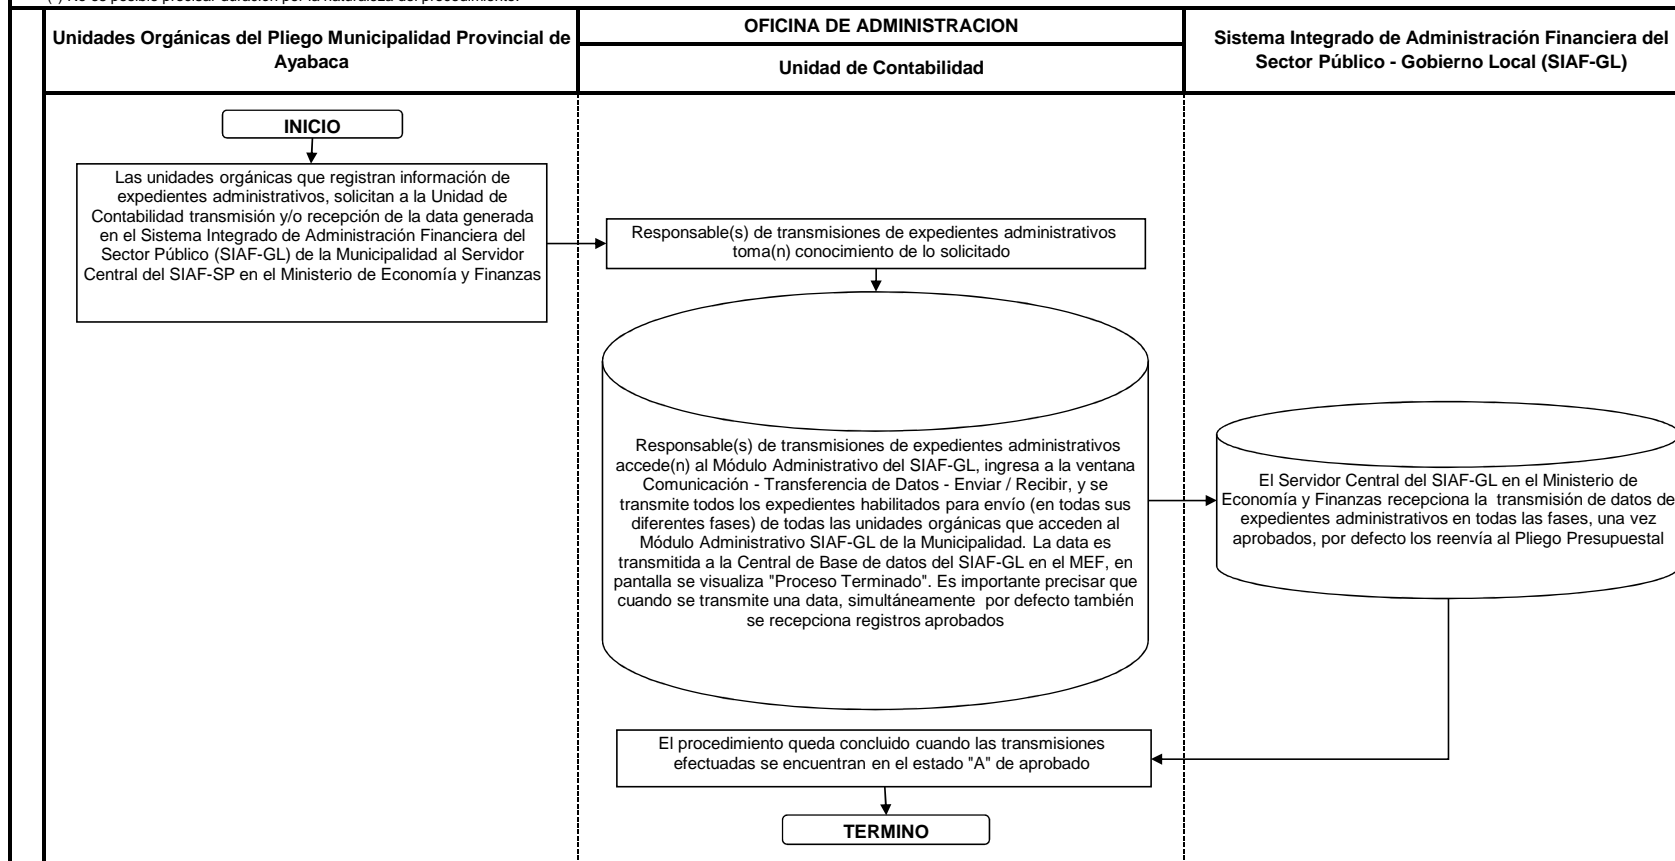 (*) No es posible precisar duración por la naturaleza del procedimiento.
Unidades Orgánicas del Pliego Municipalidad Provincial de
Ayabaca
OFICINA DE ADMINISTRACION
Unidad de Contabilidad
Sistema Integrado de Administración Financiera del
Sector Público - Gobierno Local (SIAF-GL)
INICIO
Las unidades orgánicas que registran información de
expedientes administrativos, solicitan a la Unidad de
Contabilidad transmisión y/o recepción de la data generada
en el Sistema Integrado de Administración Financiera del
Sector Público (SIAF-GL) de la Municipalidad al Servidor
Central del SIAF-SP en el Ministerio de Economía y Finanzas
Responsable(s) de transmisiones de expedientes administrativos
toma(n) conocimiento de lo solicitado
Responsable(s) de transmisiones de expedientes administrativos
accede(n) al Módulo Administrativo del SIAF-GL, ingresa a la ventana
Comunicación - Transferencia de Datos - Enviar / Recibir, y se
transmite todos los expedientes habilitados para envío (en todas sus
diferentes fases) de todas las unidades orgánicas que acceden al
Módulo Administrativo SIAF-GL de la Municipalidad. La data es
transmitida a la Central de Base de datos del SIAF-GL en el MEF, en
pantalla se visualiza "Proceso Terminado". Es importante precisar que
cuando se transmite una data, simultáneamente por defecto también
se recepciona registros aprobados
El Servidor Central del SIAF-GL en el Ministerio de
Economía y Finanzas recepciona la transmisión de datos de
expedientes administrativos en todas las fases, una vez
aprobados, por defecto los reenvía al Pliego Presupuestal
El procedimiento queda concluido cuando las transmisiones
efectuadas se encuentran en el estado "A" de aprobado
TERMINO